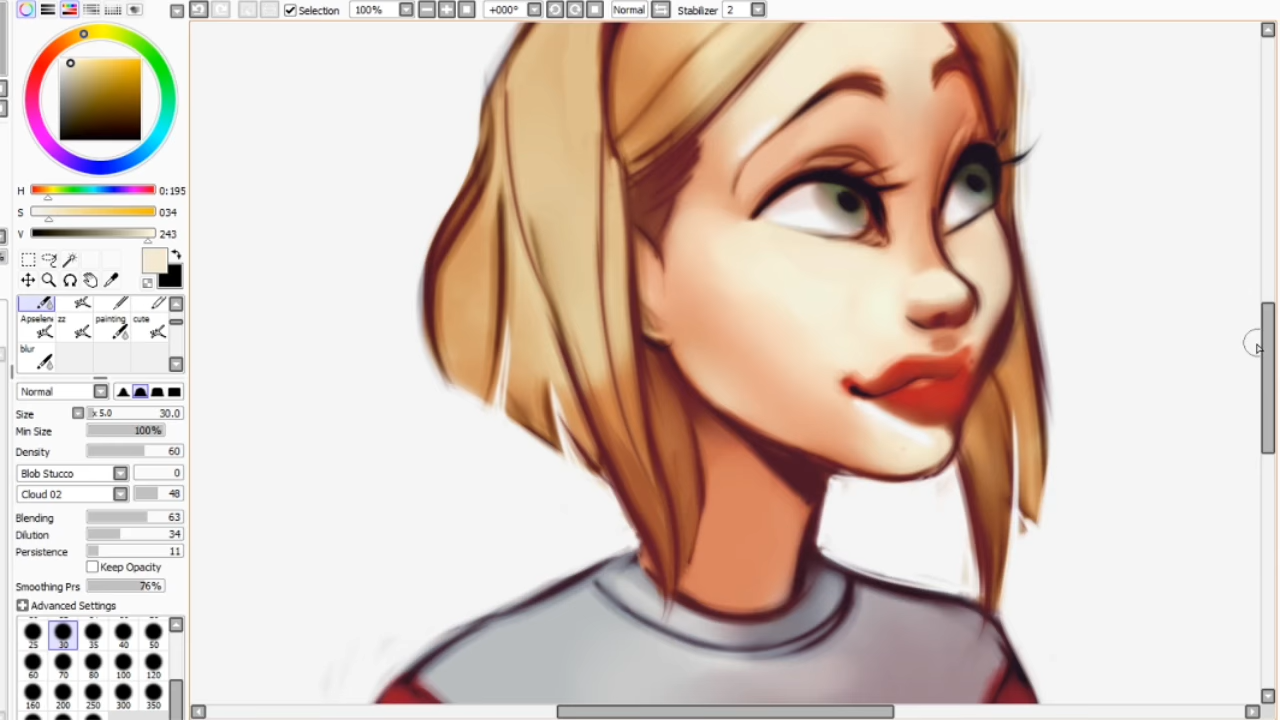 Selection 100% +000° Normal Stabilizer 2
H 0:195
S 034
V 243
zz painting cute
blur
Normal
Size x 5.0 30.0
Min Size 100%
Density 60
Blob Stucco 0
Cloud 02 48
Blending 63
Dilution 34
Persistence 11
Keep Opacity
Smoothing Prs 76%
Advanced Settings
25 30 35 40 50
60 70 80 100 120
160 200 250 300 350